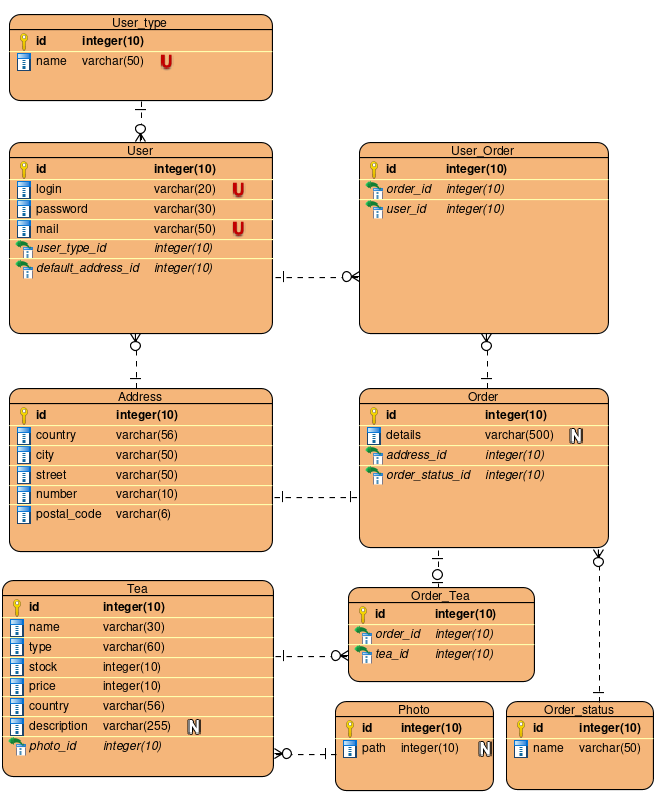 User_type
id integer(10)
name varchar(50) U
User
id integer(10)
login varchar(20) U
password varchar(30)
mail varchar(50) U
user_type_id integer(10)
default_address_id integer(10)
User_Order
id integer(10)
order_id integer(10)
user_id integer(10)
Address
id integer(10)
country varchar(56)
city varchar(50)
street varchar(50)
number varchar(10)
postal_code varchar(6)
Order
id integer(10)
details varchar(500) N
address_id integer(10)
order_status_id integer(10)
Tea
id integer(10)
name varchar(30)
type varchar(60)
stock integer(10)
price integer(10)
country varchar(56)
description varchar(255) N
photo_id integer(10)
Order_Tea
id integer(10)
order_id integer(10)
tea_id integer(10)
Photo
id integer(10)
path integer(10) N
Order_status
id integer(10)
name varchar(50)